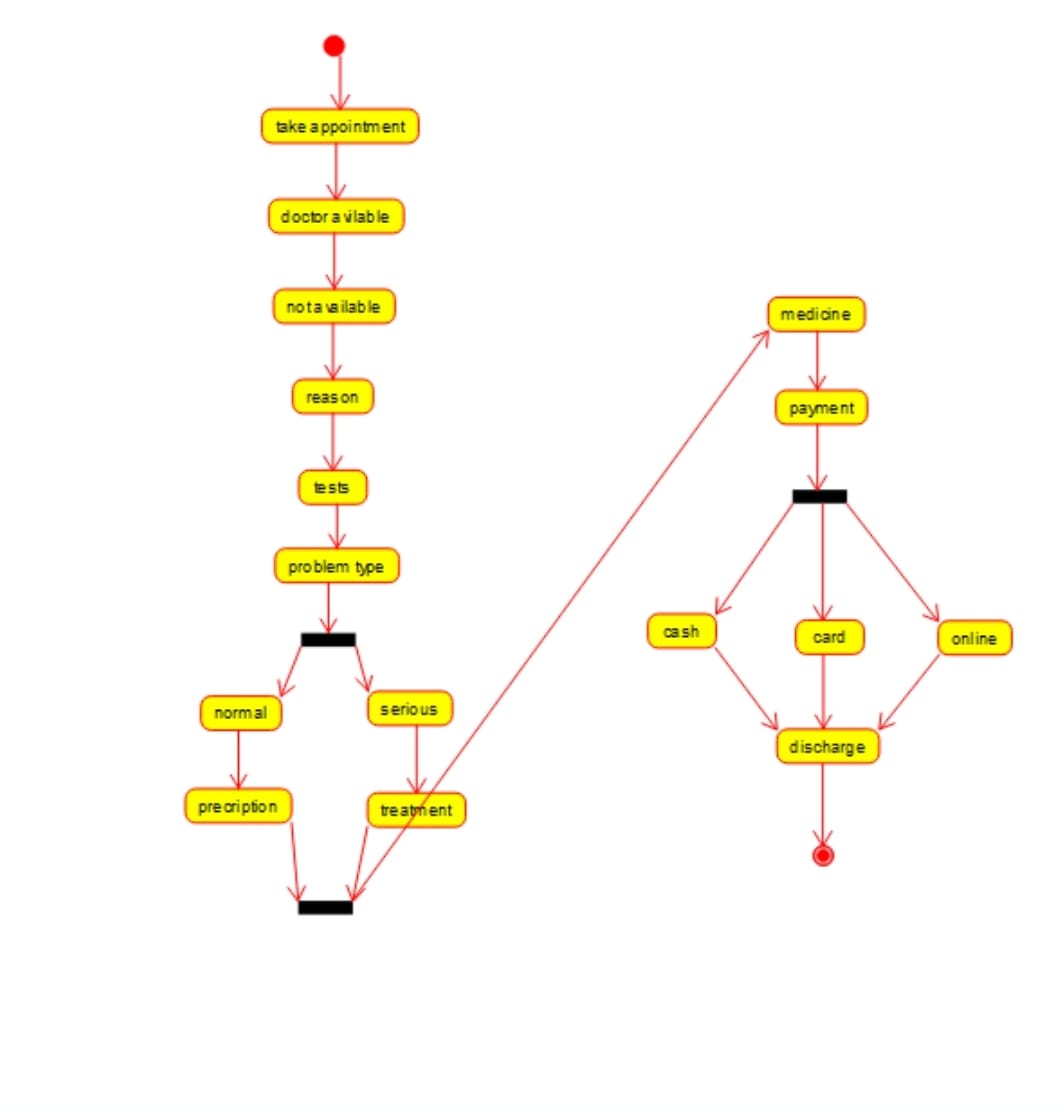 take appointment
doctor avilable
not available
reason
tests
problem type
normal
serious
precription
treatment
medicine
payment
cash
card
online
discharge